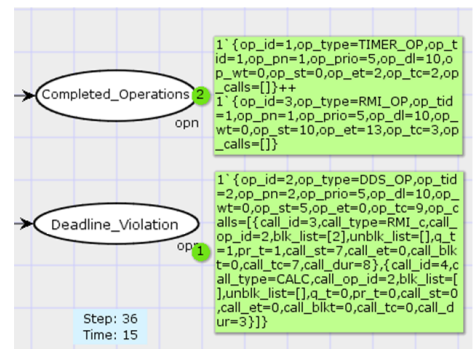 1`{op_id=1,op_type=TIMER_OP,op_t
id=1,op_pn=1,op_prio=5,op_dl=10,o
p_wt=0,op_st=0,op_et=2,op_tc=2,op
_calls=[]}++
1`{op_id=3,op_type=RMI_OP,op_tid
=1,op_pn=1,op_prio=5,op_dl=10,op_
wt=0,op_st=10,op_et=13,op_tc=3,op
_calls=[]}
Completed_Operations
2
opn
1`{op_id=2,op_type=DDS_OP,op_tid
=2,op_pn=2,op_prio=5,op_dl=10,op_
wt=0,op_st=5,op_et=0,op_tc=9,op_c
alls=[{call_id=3,call_type=RMI_c,call_
op_id=2,blk_list=[2],unblk_list=[],q_t
=1,pr_t=1,call_st=7,call_et=0,call_blk
t=0,call_tc=7,call_dur=8},{call_id=4,c
all_type=CALC,call_op_id=2,blk_list=[
],unblk_list=[],q_t=0,pr_t=0,call_st=0
,call_et=0,call_blkt=0,call_tc=0,call_d
ur=3}]}
Deadline_Violation
opn
1
Step: 36
Time: 15